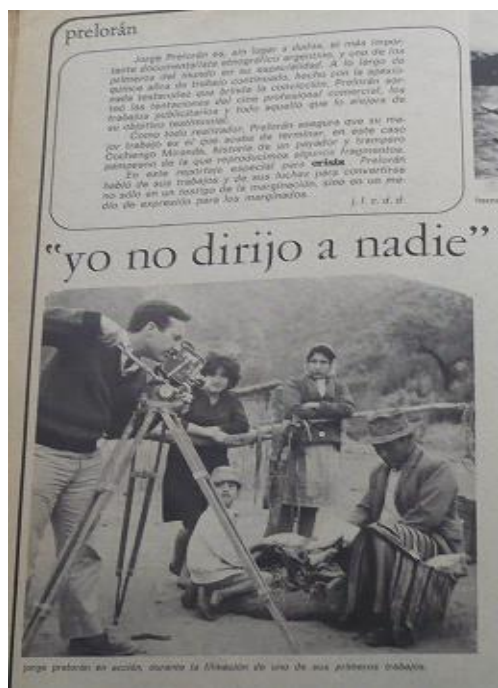 prelorán
Jorge Prelorán es, sin lugar a dudas, el más impor-
tante documentalista etnográfico argentino, y uno de los
primeros del mundo en su especialidad. A lo largo de
quince años de trabajo continuado, hecho con la apasio-
nada testarudez que brinda la convicción, Prelorán sor-
teó las tentaciones del cine profesional comercial, los
trabajos publicitarios y todo aquello que lo alejara de
su objetivo testimonial.
Como todo realizador, Prelorán asegura que su me-
jor trabajo es el que acaba de terminar, en este caso
Cochengo Miranda, historia de un payador y trampero
pampeano de la que reproducimos algunos fragmentos.
En este reportaje especial para crisis Prelorán
habló de sus trabajos y de sus luchas para convertirse
no sólo en un testigo de la marginación, sino en un me-
dio de expresión para los marginados.
j. l. c. d. d.
"yo no dirijo a nadie"
jorge prelorán en acción, durante la filmación de uno de sus primeros trabajos.